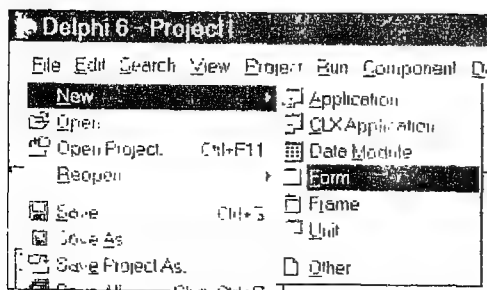 Delphi 6 - Project1
File Edit Search View Project Run Component
New
Open
Open Project. Ctrl+F11
Reopen
Save Ctrl+S
Save As
Save Project As.
Application
CLX Application
Data Module
Form
Frame
Unit
Other